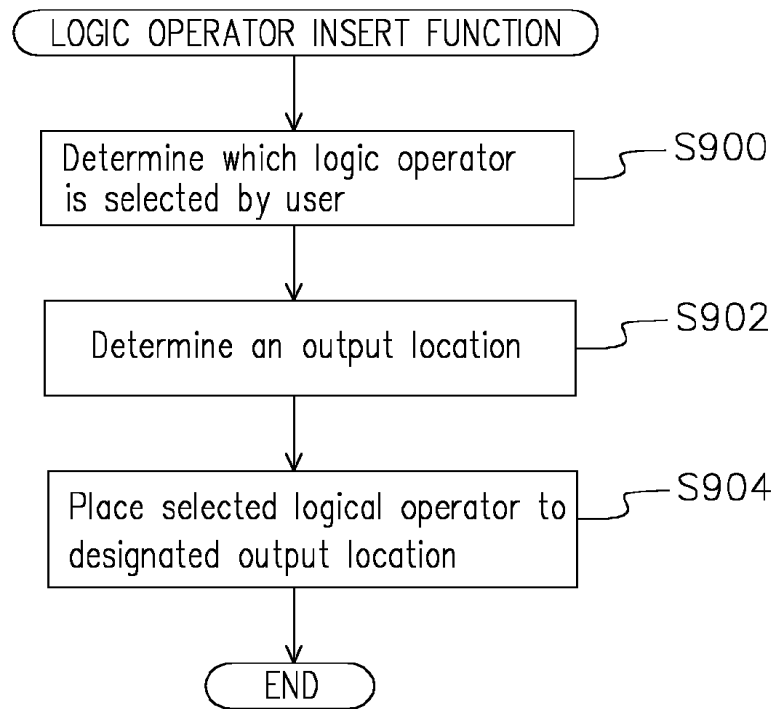 LOGIC OPERATOR INSERT FUNCTION
Determine which logic operator
is selected by user
S900
Determine an output location
S902
Place selected logical operator to
designated output location
S904
END